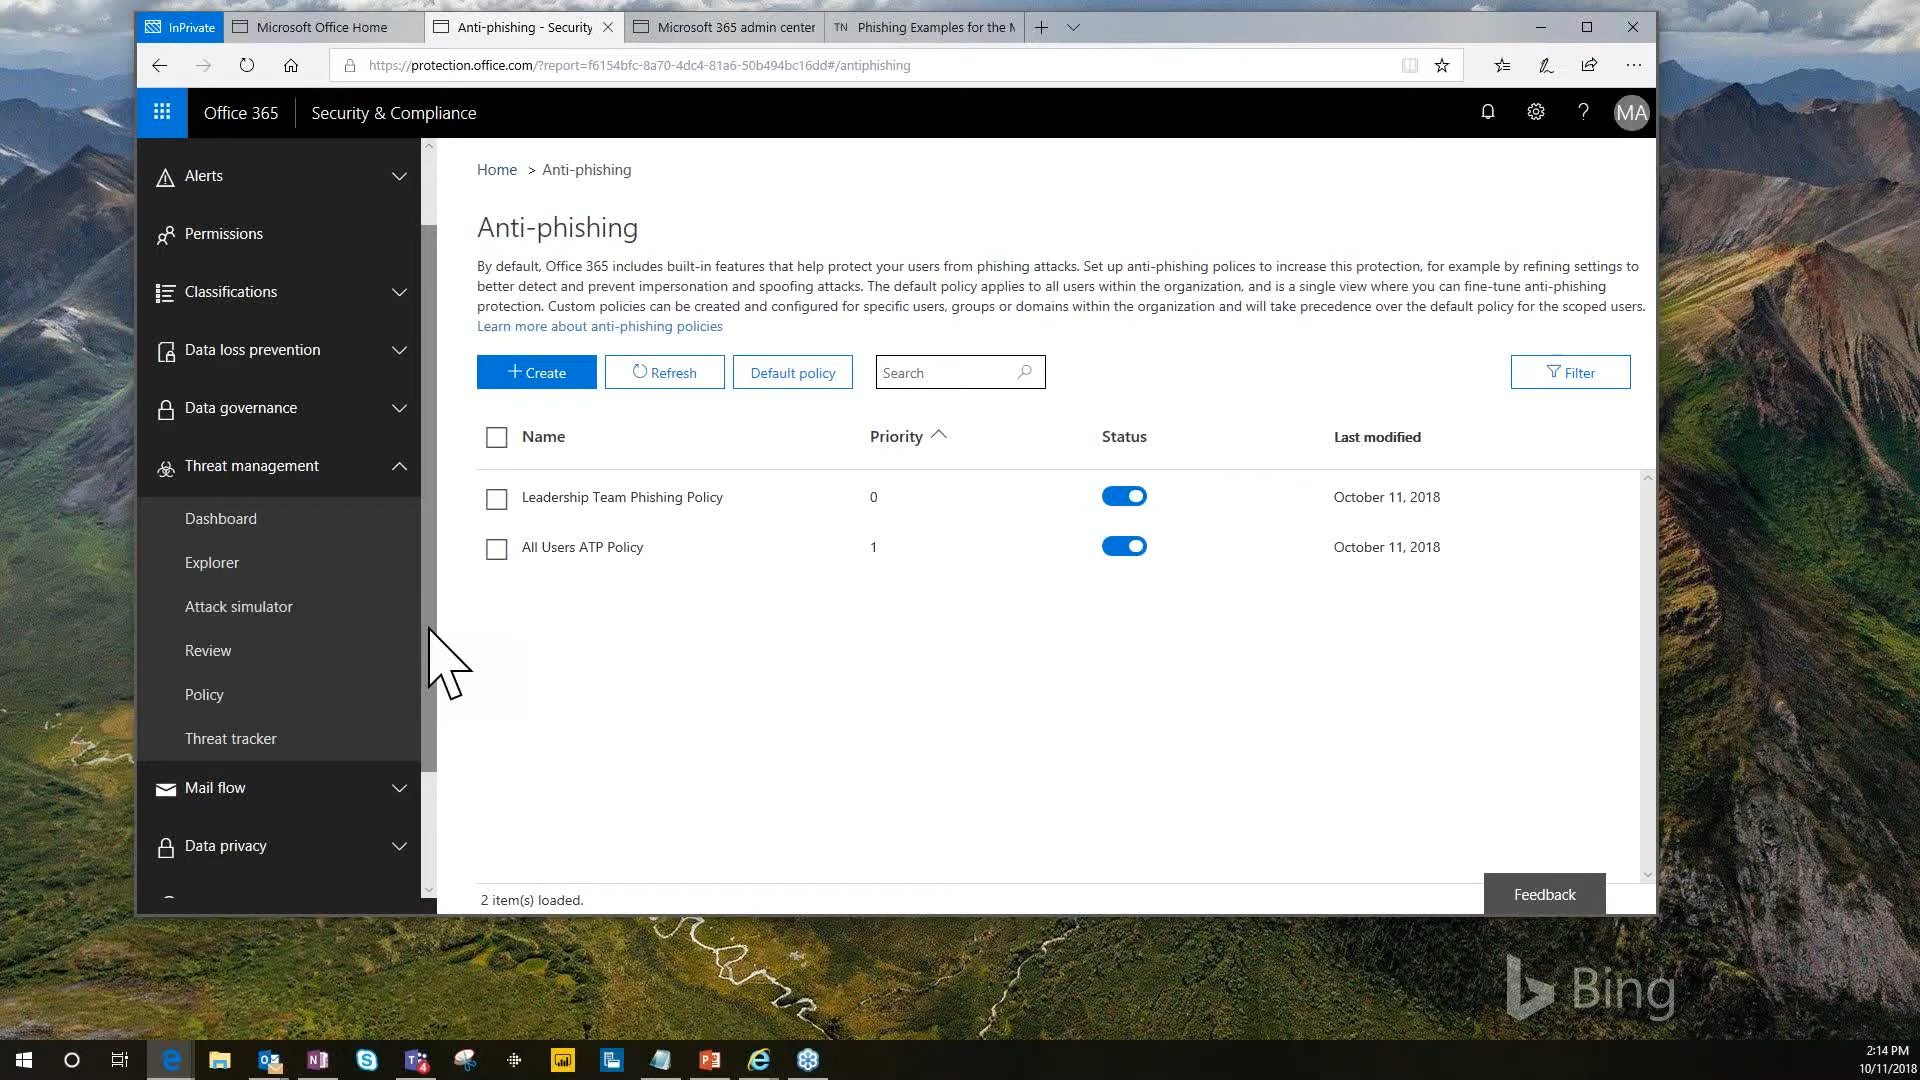 InPrivate
Microsoft Office Home
Anti-phishing - Security
Microsoft 365 admin center
TN Phishing Examples for the N
https://protection.office.com/?report=f6154bfc-8a70-4dc4-81a6-50b494bc16dd#/antiphishing
Office 365
Security & Compliance
?
MA
Alerts
Permissions
Classifications
Data loss prevention
Data governance
Threat management
Dashboard
Explorer
Attack simulator
Review
Policy
Threat tracker
Mail flow
Data privacy
Home > Anti-phishing
Anti-phishing
By default, Office 365 includes built-in features that help protect your users from phishing attacks. Set up anti-phishing polices to increase this protection, for example by refining settings to
better detect and prevent impersonation and spoofing attacks. The default policy applies to all users within the organization, and is a single view where you can fine-tune anti-phishing
protection. Custom policies can be created and configured for specific users, groups or domains within the organization and will take precedence over the default policy for the scoped users.
Learn more about anti-phishing policies
+ Create
Refresh
Default policy
Search
Filter
Name Priority Status Last modified
Leadership Team Phishing Policy 0 October 11, 2018
All Users ATP Policy 1 October 11, 2018
2 item(s) loaded.
Feedback
Bing
2:14 PM
10/11/2018